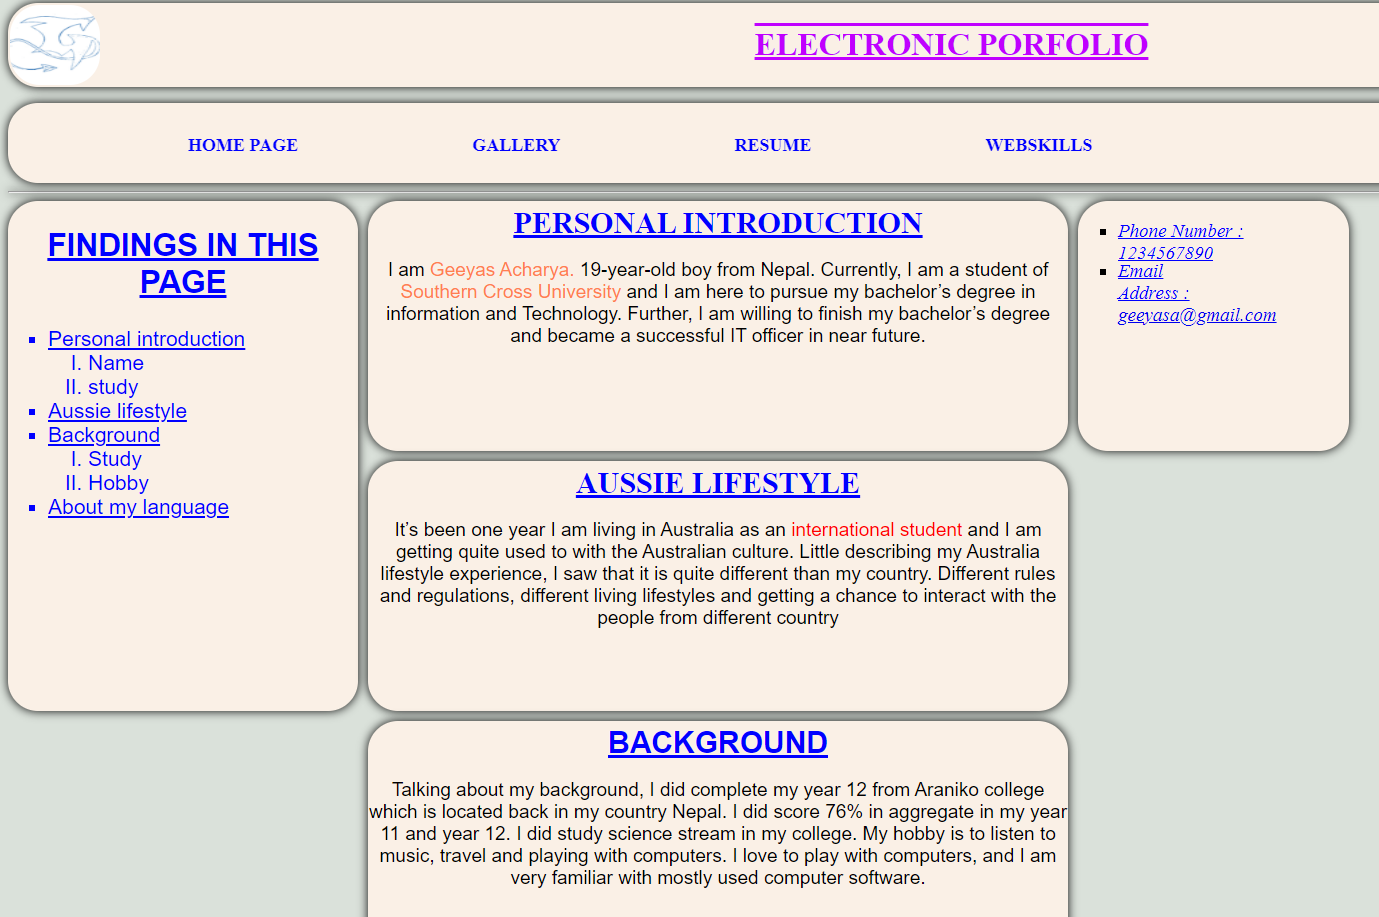 ELECTRONIC PORFOLIO
HOME PAGE GALLERY RESUME WEBSKILLS
FINDINGS IN THIS
PAGE
Personal introduction
I. Name
II. study
Aussie lifestyle
Background
I. Study
II. Hobby
About my language
PERSONAL INTRODUCTION
I am Geeyas Acharya. 19-year-old boy from Nepal. Currently, I am a student of
Southern Cross University and I am here to pursue my bachelor’s degree in
information and Technology. Further, I am willing to finish my bachelor’s degree
and became a successful IT officer in near future.
AUSSIE LIFESTYLE
It’s been one year I am living in Australia as an international student and I am
getting quite used to with the Australian culture. Little describing my Australia
lifestyle experience, I saw that it is quite different than my country. Different rules
and regulations, different living lifestyles and getting a chance to interact with the
people from different country
BACKGROUND
Talking about my background, I did complete my year 12 from Araniko college
which is located back in my country Nepal. I did score 76% in aggregate in my year
11 and year 12. I did study science stream in my college. My hobby is to listen to
music, travel and playing with computers. I love to play with computers, and I am
very familiar with mostly used computer software.
Phone Number :
1234567890
Email
Address :
geeyasa@gmail.com